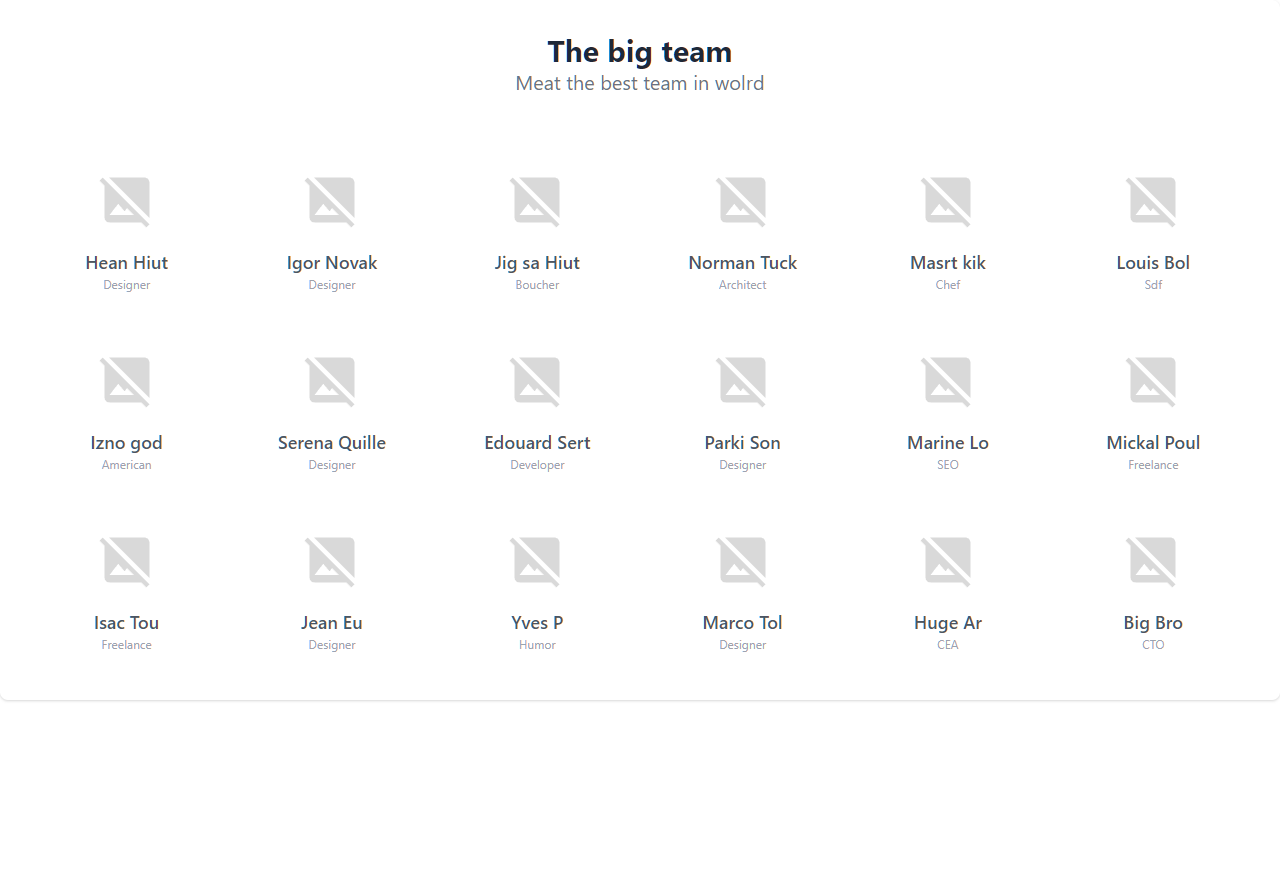 The big team
Meat the best team in wolrd
Hean Hiut
Designer
Igor Novak
Designer
Jig sa Hiut
Boucher
Norman Tuck
Architect
Masrt kik
Chef
Louis Bol
Sdf
Izno god
American
Serena Quille
Designer
Edouard Sert
Developer
Parki Son
Designer
Marine Lo
SEO
Mickal Poul
Freelance
Isac Tou
Freelance
Jean Eu
Designer
Yves P
Humor
Marco Tol
Designer
Huge Ar
CEA
Big Bro
CTO